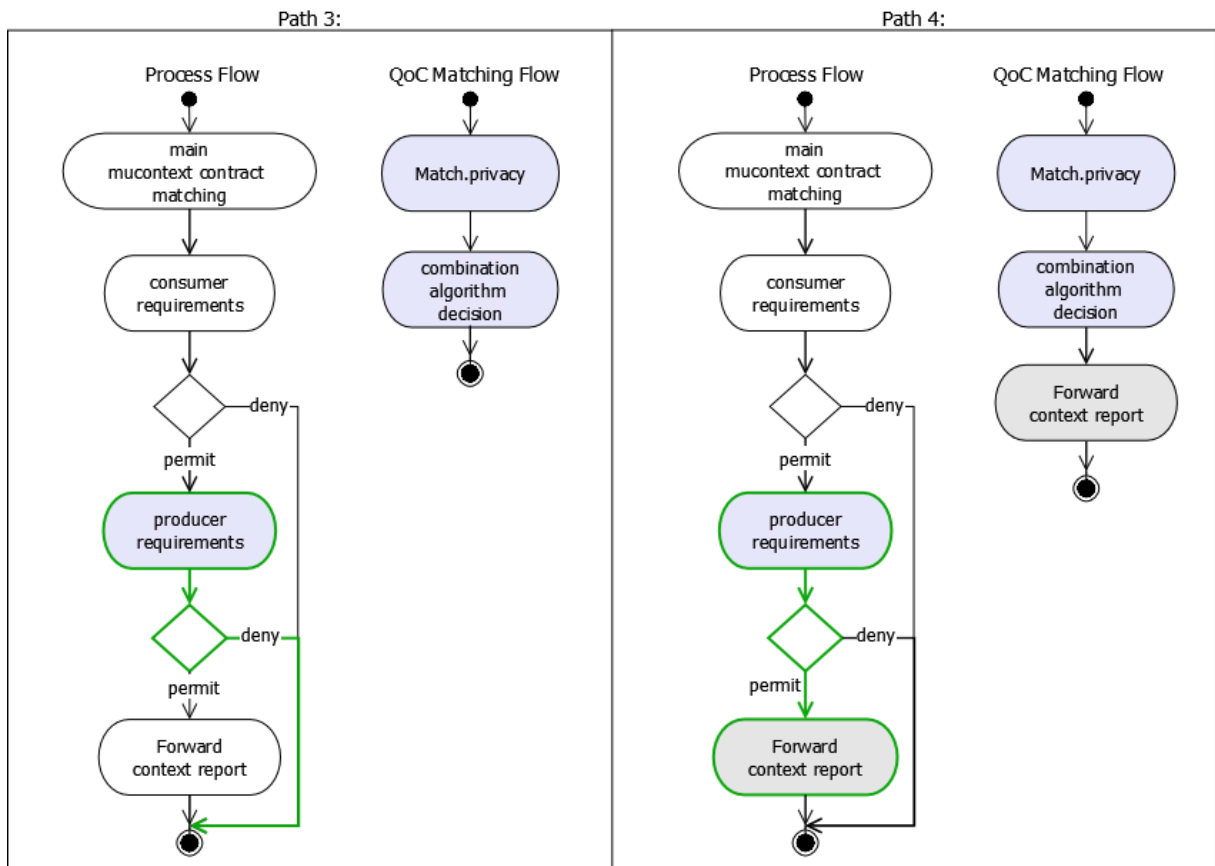 Path 3:
Process Flow
main
mucontext contract
matching
consumer
requirements
deny
permit
producer
requirements
deny
permit
Forward
context report
QoC Matching Flow
Match.privacy
combination
algorithm
decision
Path 4:
Process Flow
main
mucontext contract
matching
consumer
requirements
deny
permit
producer
requirements
deny
permit
Forward
context report
QoC Matching Flow
Match.privacy
combination
algorithm
decision
Forward
context report